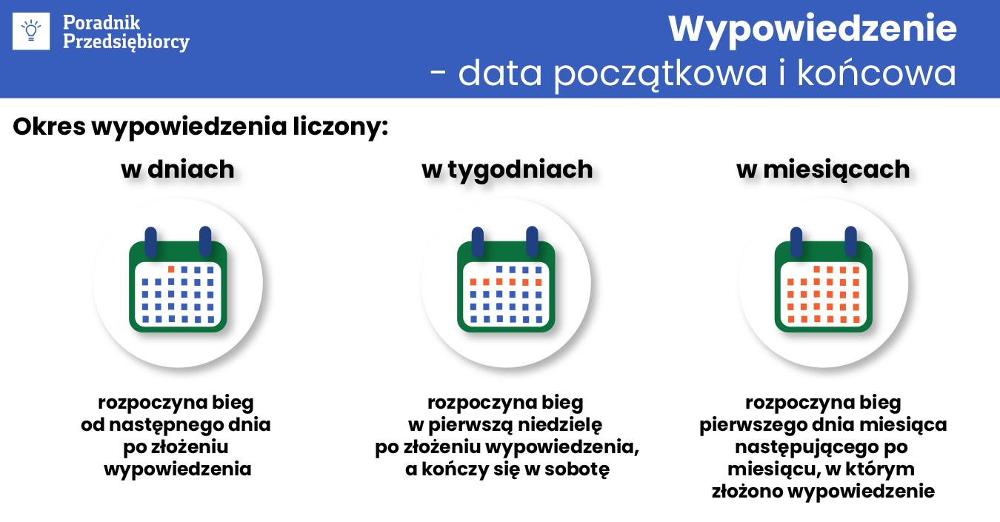 Poradnik
Przedsiębiorcy
Wypowiedzenie
- data początkowa i końcowa
Okres wypowiedzenia liczony:
w dniach
rozpoczyna bieg
od następnego dnia
po złożeniu
wypowiedzenia
w tygodniach
rozpoczyna bieg
w pierwszą niedzielę
po złożeniu wypowiedzenia,
a kończy się w sobotę
w miesiącach
rozpoczyna bieg
pierwszego dnia miesiąca
następującego po
miesiącu, w którym
złożono wypowiedzenie